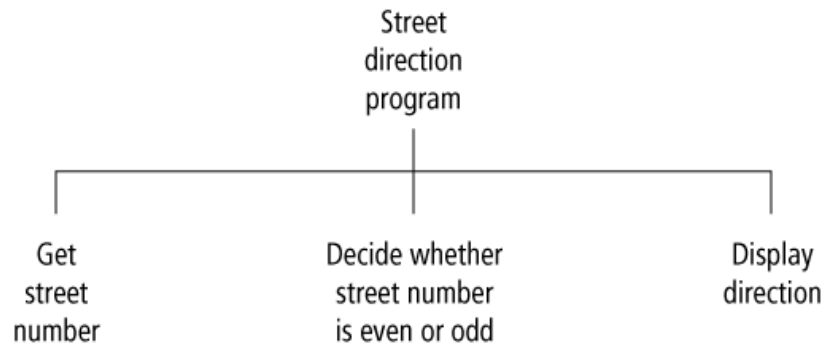 Street
direction
program
Get
street
number
Decide whether
street number
is even or odd
Display
direction